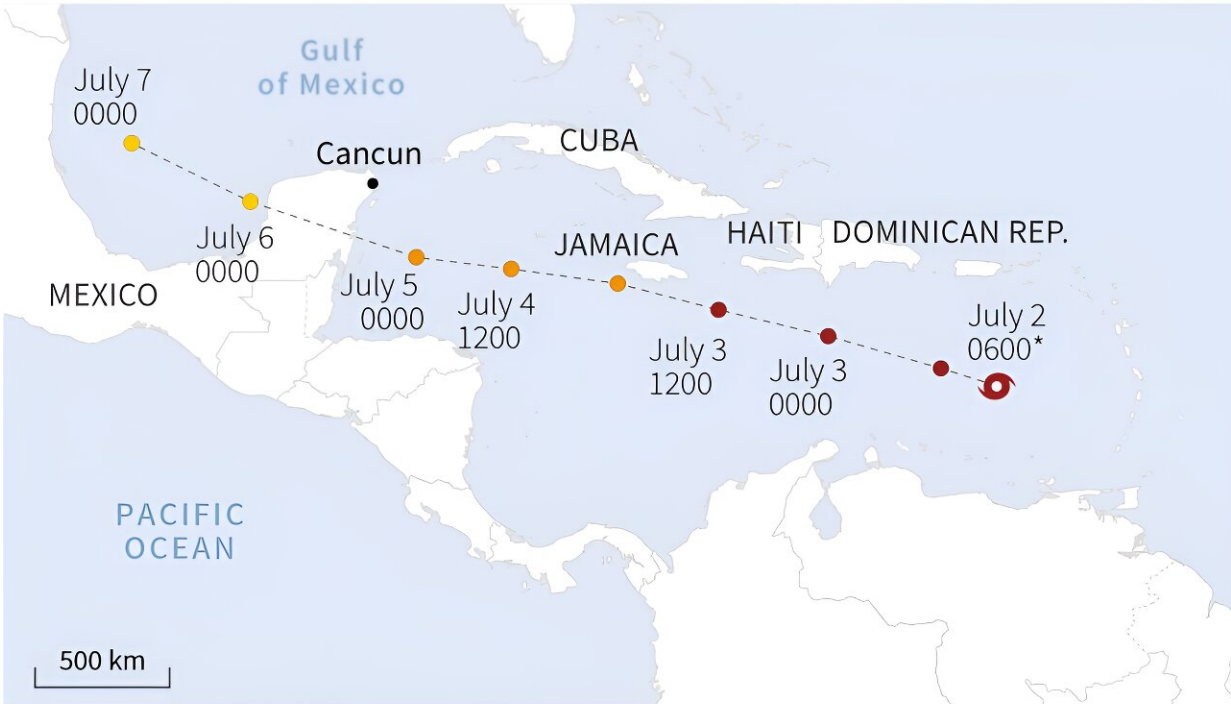 Gulf
of Mexico
July 7
0000
Cancun
CUBA
July 6
0000
JAMAICA
HAITI
DOMINICAN REP.
MEXICO
July 5
0000
July 4
1200
July 3
1200
July 3
0000
July 2
0600*
PACIFIC
OCEAN
500 km